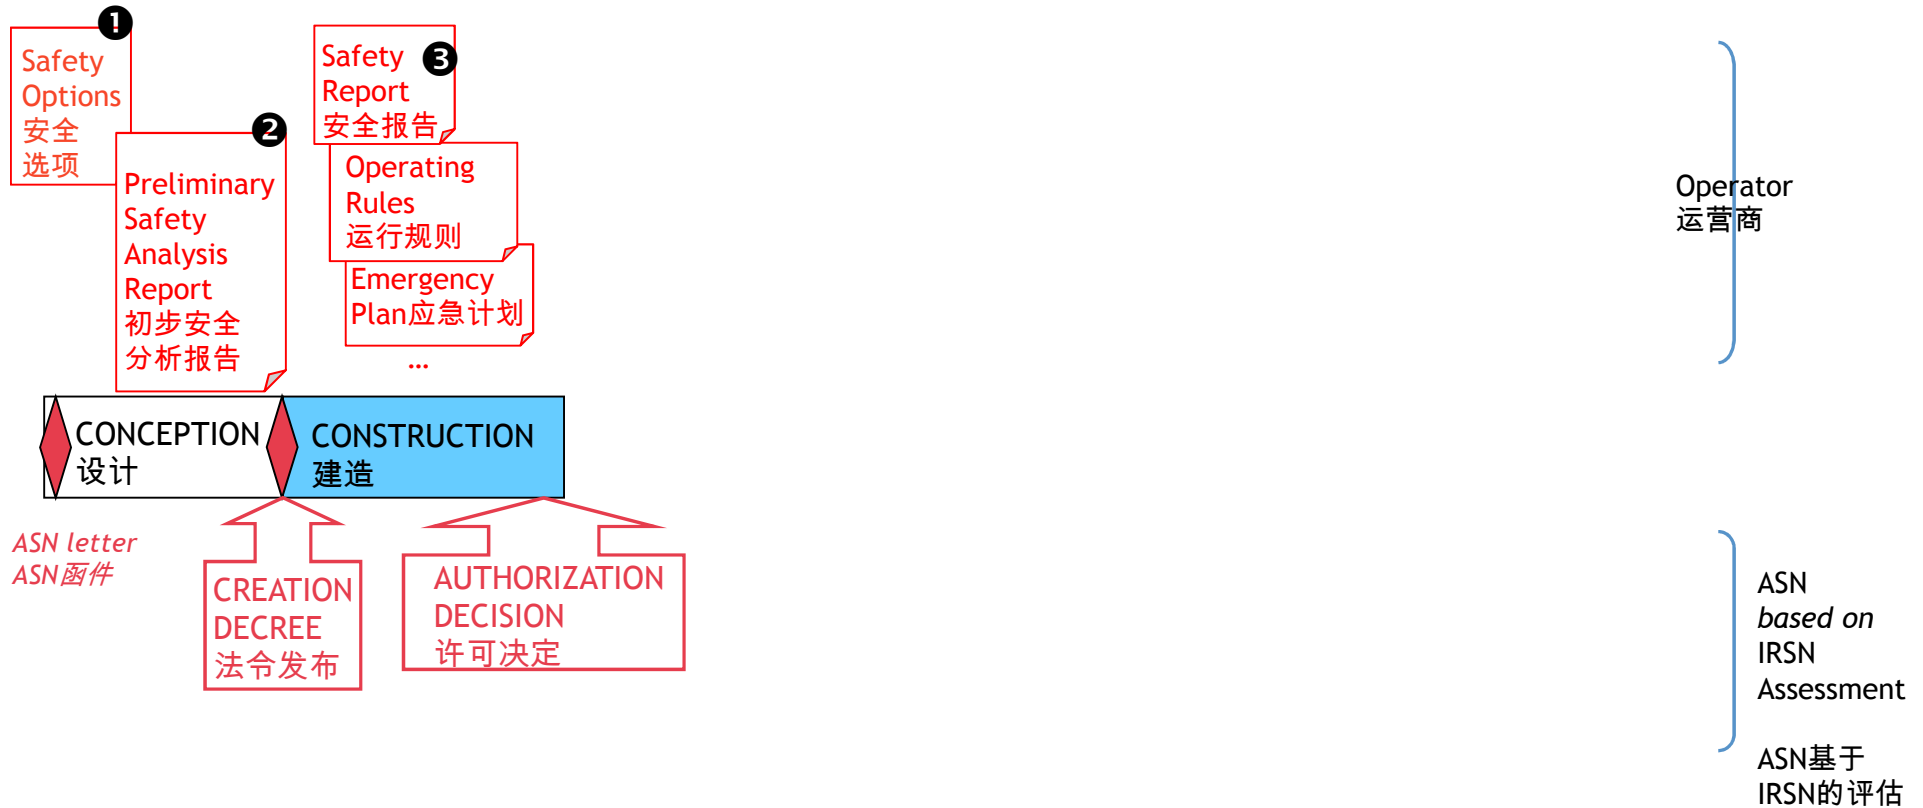 ❶
Safety
Options
安全
选项
❷
Preliminary
Safety
Analysis
Report
初步安全
分析报告
❸
Safety
Report
安全报告
Operating
Rules
运行规则
Emergency
Plan应急计划
...
Operator
运营商
CONCEPTION
设计
CONSTRUCTION
建造
ASN letter
ASN函件
CREATION
DECREE
法令发布
AUTHORIZATION
DECISION
许可决定
ASN
based on
IRSN
Assessment
ASN基于
IRSN的评估